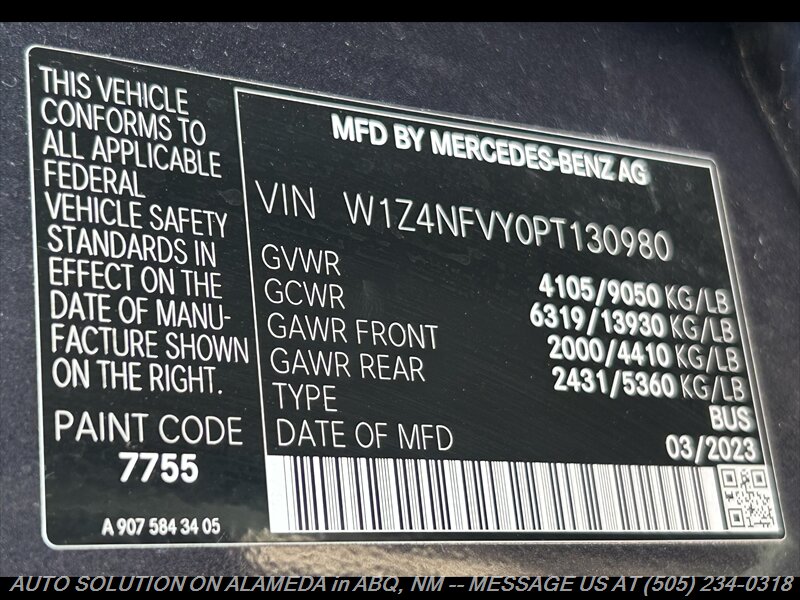 THIS VEHICLE
CONFORMS TO
ALL APPLICABLE
FEDERAL
VEHICLE SAFETY
STANDARDS IN
EFFECT ON THE
DATE OF MANU-
FACTURE SHOWN
ON THE RIGHT.
PAINT CODE
7755
A 907 584 34 05
MFD BY MERCEDES-BENZ AG
VIN W1Z4NFVY0PT130980
GVWR 4105/9050 KG/LB
GCWR 6319/13930 KG/LB
GAWR FRONT 2000/4410 KG/LB
GAWR REAR 2431/5360 KG/LB
TYPE BUS
DATE OF MFD 03/2023
AUTO SOLUTION ON ALAMEDA in ABQ, NM -- MESSAGE US AT (505) 234-0318